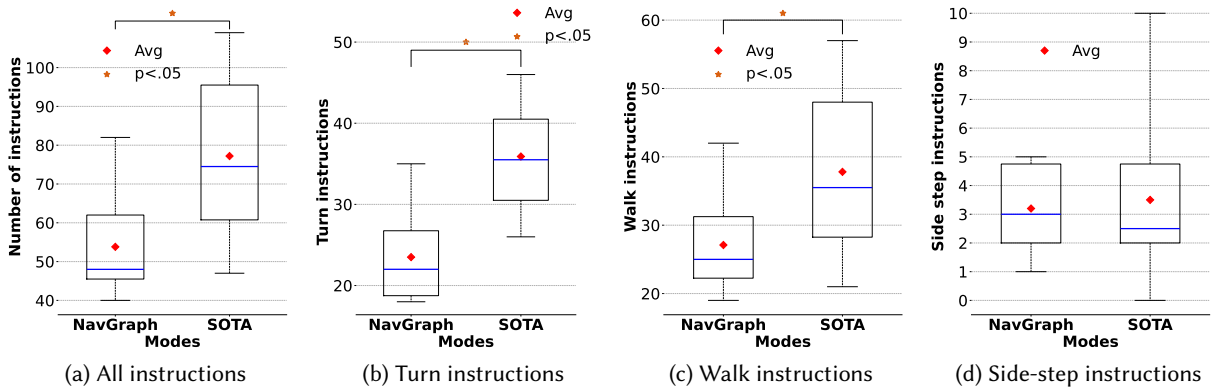 Number of instructions
100
90
80
70
60
50
40
Avg
p<.05
NavGraph
SOTA
Modes
(a) All instructions
Turn instructions
50
40
30
20
Avg
p<.05
NavGraph
SOTA
Modes
(b) Turn instructions
Walk instructions
60
50
40
30
20
Avg
p<.05
NavGraph
SOTA
Modes
(c) Walk instructions
Side step instructions
10
9
8
7
6
5
4
3
2
1
0
Avg
NavGraph
SOTA
Modes
(d) Side-step instructions